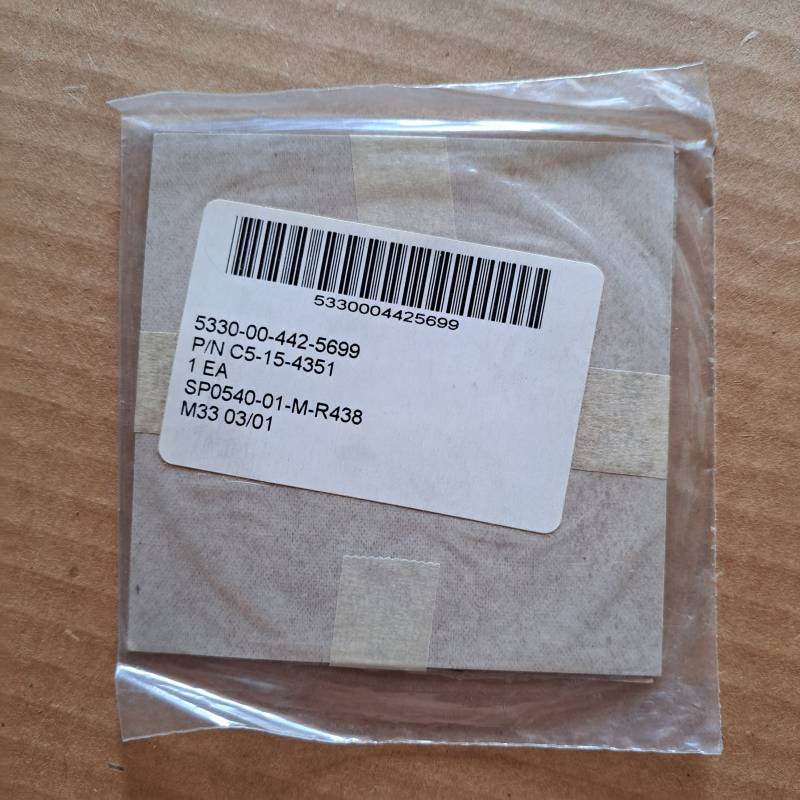 5330004425699
5330-00-442-5699
P/N C5-15-4351
1 EA
SP0540-01-M-R438
M33 03/01